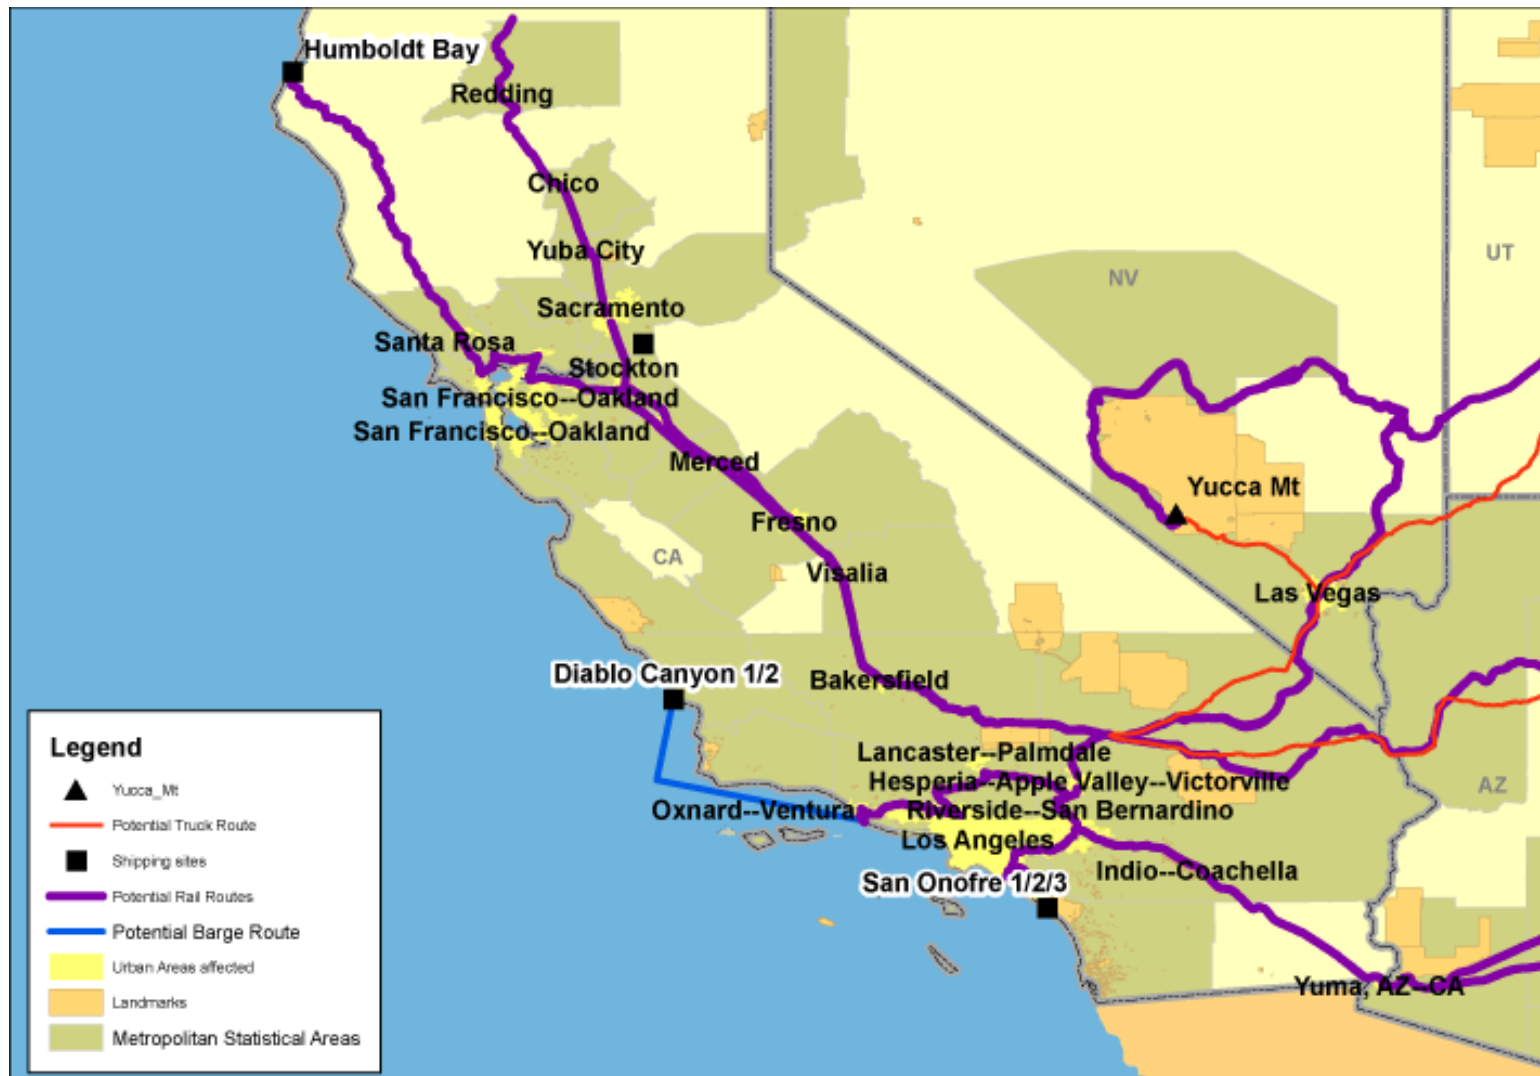 Humboldt Bay
Redding
Chico
Yuba City
Sacramento
Santa Rosa
Stockton
San Francisco--Oakland
San Francisco--Oakland
Merced
Fresno
Visalia
CA
NV
UT
Yucca Mt
Las Vegas
Diablo Canyon 1/2
Bakersfield
Lancaster--Palmdale
Hesperia--Apple Valley--Victorville
Oxnard--Ventura
Riverside--San Bernardino
Los Angeles
AZ
San Onofre 1/2/3
Indio--Coachella
Yuma, AZ--CA
Legend
Yucca_Mt
Potential Truck Route
Shipping sites
Potential Rail Routes
Potential Barge Route
Urban Areas affected
Landmarks
Metropolitan Statistical Areas